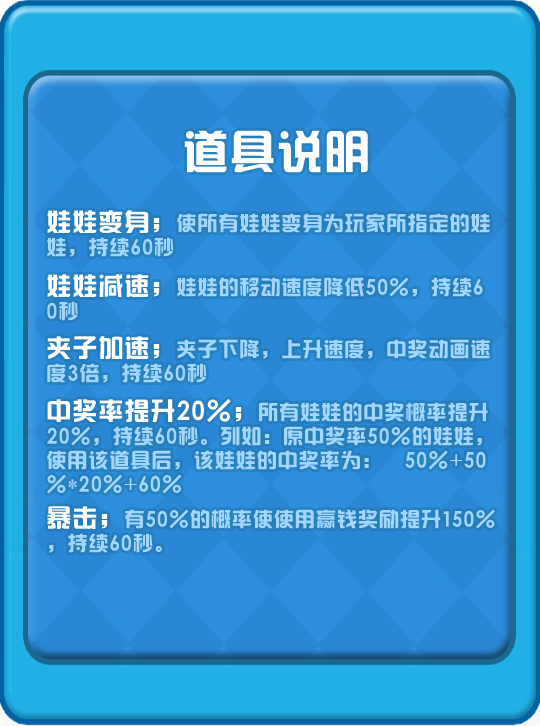 道具说明
娃娃变身；使所有娃娃变身为玩家所指定的娃
娃，持续60秒
娃娃减速；娃娃的移动速度降低50%，持续6
0秒
夹子加速；夹子下降，上升速度，中奖动画速
度3倍，持续60秒
中奖率提升20%；所有娃娃的中奖概率提升
20%，持续60秒。列如：原中奖率50%的娃娃，
使用该道具后，该娃娃的中奖率为： 50%+50
%*20%+60%
暴击；有50%的概率使使用赢钱奖励提升150%
，持续60秒。